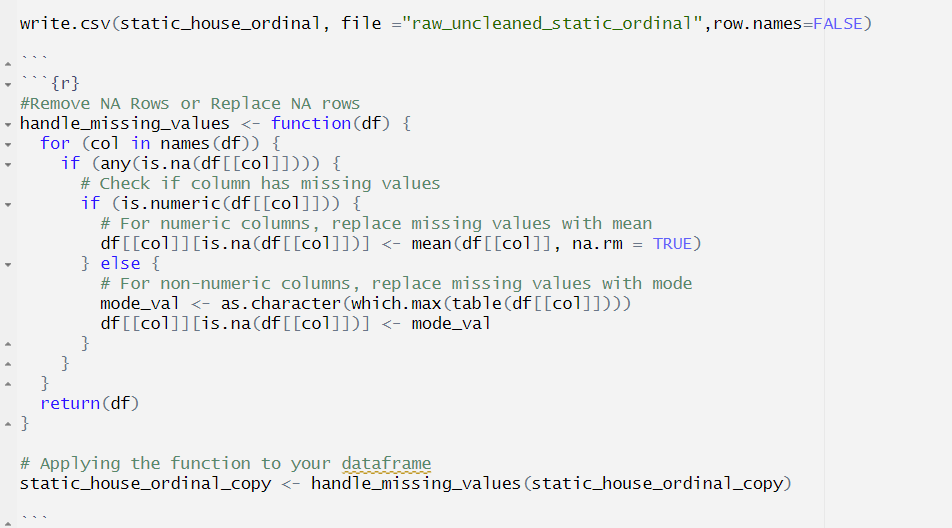 write.csv(static_house_ordinal, file ="raw_uncleaned_static_ordinal",row.names=FALSE)

```
```{r}
#Remove NA Rows or Replace NA rows
handle_missing_values <- function(df) {
  for (col in names(df)) {
    if (any(is.na(df[[col]]))) {
      # Check if column has missing values
      if (is.numeric(df[[col]])) {
        # For numeric columns, replace missing values with mean
        df[[col]][is.na(df[[col]])] <- mean(df[[col]], na.rm = TRUE)
      } else {
        # For non-numeric columns, replace missing values with mode
        mode_val <- as.character(which.max(table(df[[col]])))
        df[[col]][is.na(df[[col]])] <- mode_val
      }
    }
  }
  return(df)
}

# Applying the function to your dataframe
static_house_ordinal_copy <- handle_missing_values(static_house_ordinal_copy)

```